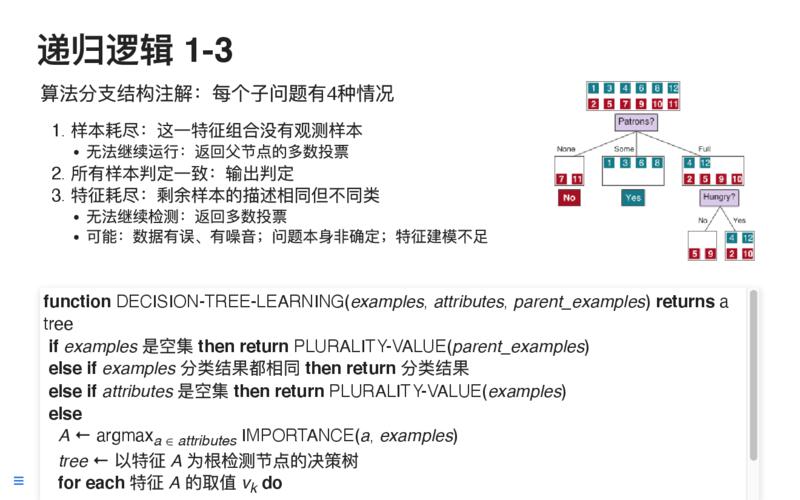 递归逻辑 1-3
算法分支结构注解：每个子问题有4种情况
1. 样本耗尽：这一特征组合没有观测样本
• 无法继续运行：返回父节点的多数投票
2. 所有样本判定一致：输出判定
3. 特征耗尽：剩余样本的描述相同但不同类
• 无法继续检测：返回多数投票
• 可能：数据有误、有噪音；问题本身非确定；特征建模不足
1 3 4 6 8 12
2 5 7 9 10 11
Patrons?
None Some Full
1 3 6 8
4 12
7 11
2 5 9 10
No Yes Hungry?
No Yes
4 12
5 9
2 10
function DECISION-TREE-LEARNING(examples, attributes, parent_examples) returns a
tree
if examples 是空集 then return PLURALITY-VALUE(parent_examples)
else if examples 分类结果都相同 then return 分类结果
else if attributes 是空集 then return PLURALITY-VALUE(examples)
else
A ← argmax a ∈ attributes IMPORTANCE(a, examples)
tree ← 以特征 A 为根检测节点的决策树
for each 特征 A 的取值 vk do